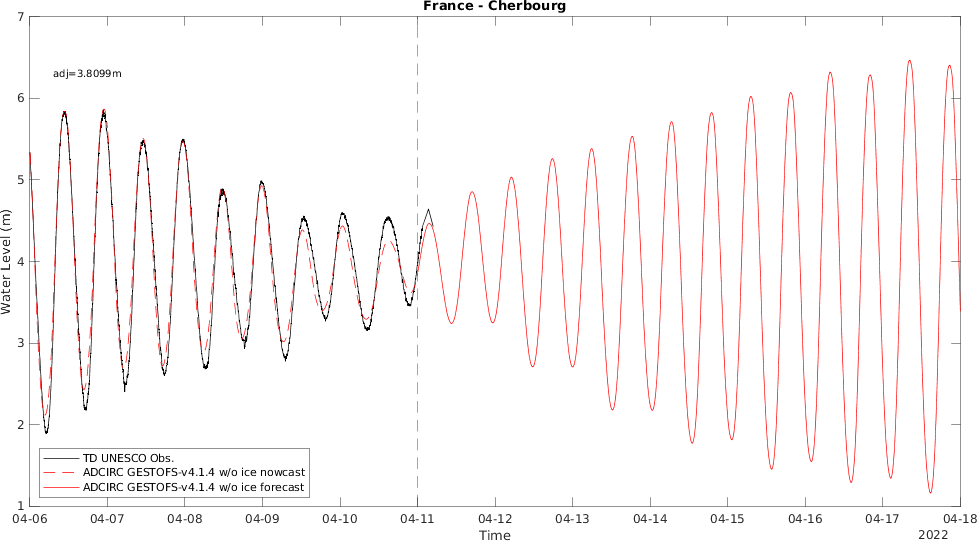 France - Cherbourg
adj=3.8099m
7
6
5
4
3
2
1
Water Level (m)
TD UNESCO Obs.
ADCIRC GESTOFS-v4.1.4 w/o ice nowcast
ADCIRC GESTOFS-v4.1.4 w/o ice forecast
04-06 04-07 04-08 04-09 04-10 04-11 04-12 04-13 04-14 04-15 04-16 04-17 04-18
Time
2022